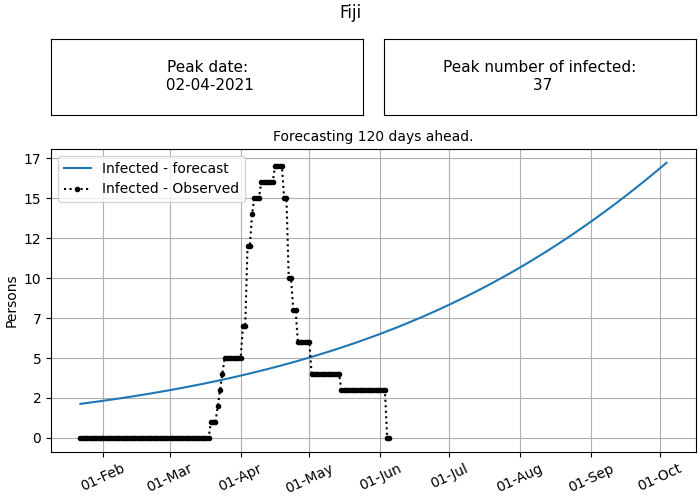 Fiji
Peak date:
02-04-2021
Peak number of infected:
37
Forecasting 120 days ahead.
Infected - forecast
Infected - Observed
Persons
17
15
12
10
7
5
2
0
01-Feb
01-Mar
01-Apr
01-May
01-Jun
01-Jul
01-Aug
01-Sep
01-Oct